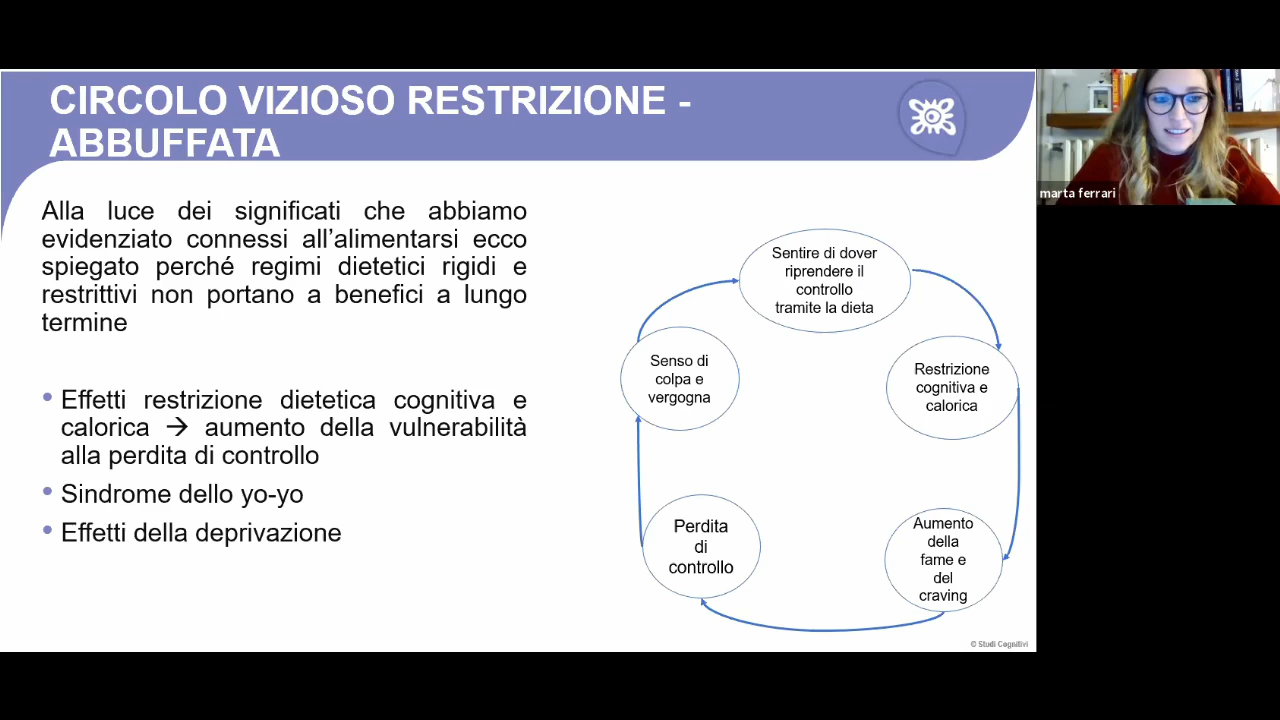 CIRCOLO VIZIOSO RESTRIZIONE -
ABBUFFATA
marta ferrari
Alla luce dei significati che abbiamo
evidenziato connessi all’alimentarsi ecco
spiegato perché regimi dietetici rigidi e
restrittivi non portano a benefici a lungo
termine
• Effetti restrizione dietetica cognitiva e
calorica → aumento della vulnerabilità
alla perdita di controllo
• Sindrome dello yo-yo
• Effetti della deprivazione
Sentire di dover
riprendere il
controllo
tramite la dieta
Restrizione
cognitiva e
calorica
Aumento
della
fame e
del
craving
Perdita
di
controllo
Senso di
colpa e
vergogna
© Studi Cognitivi